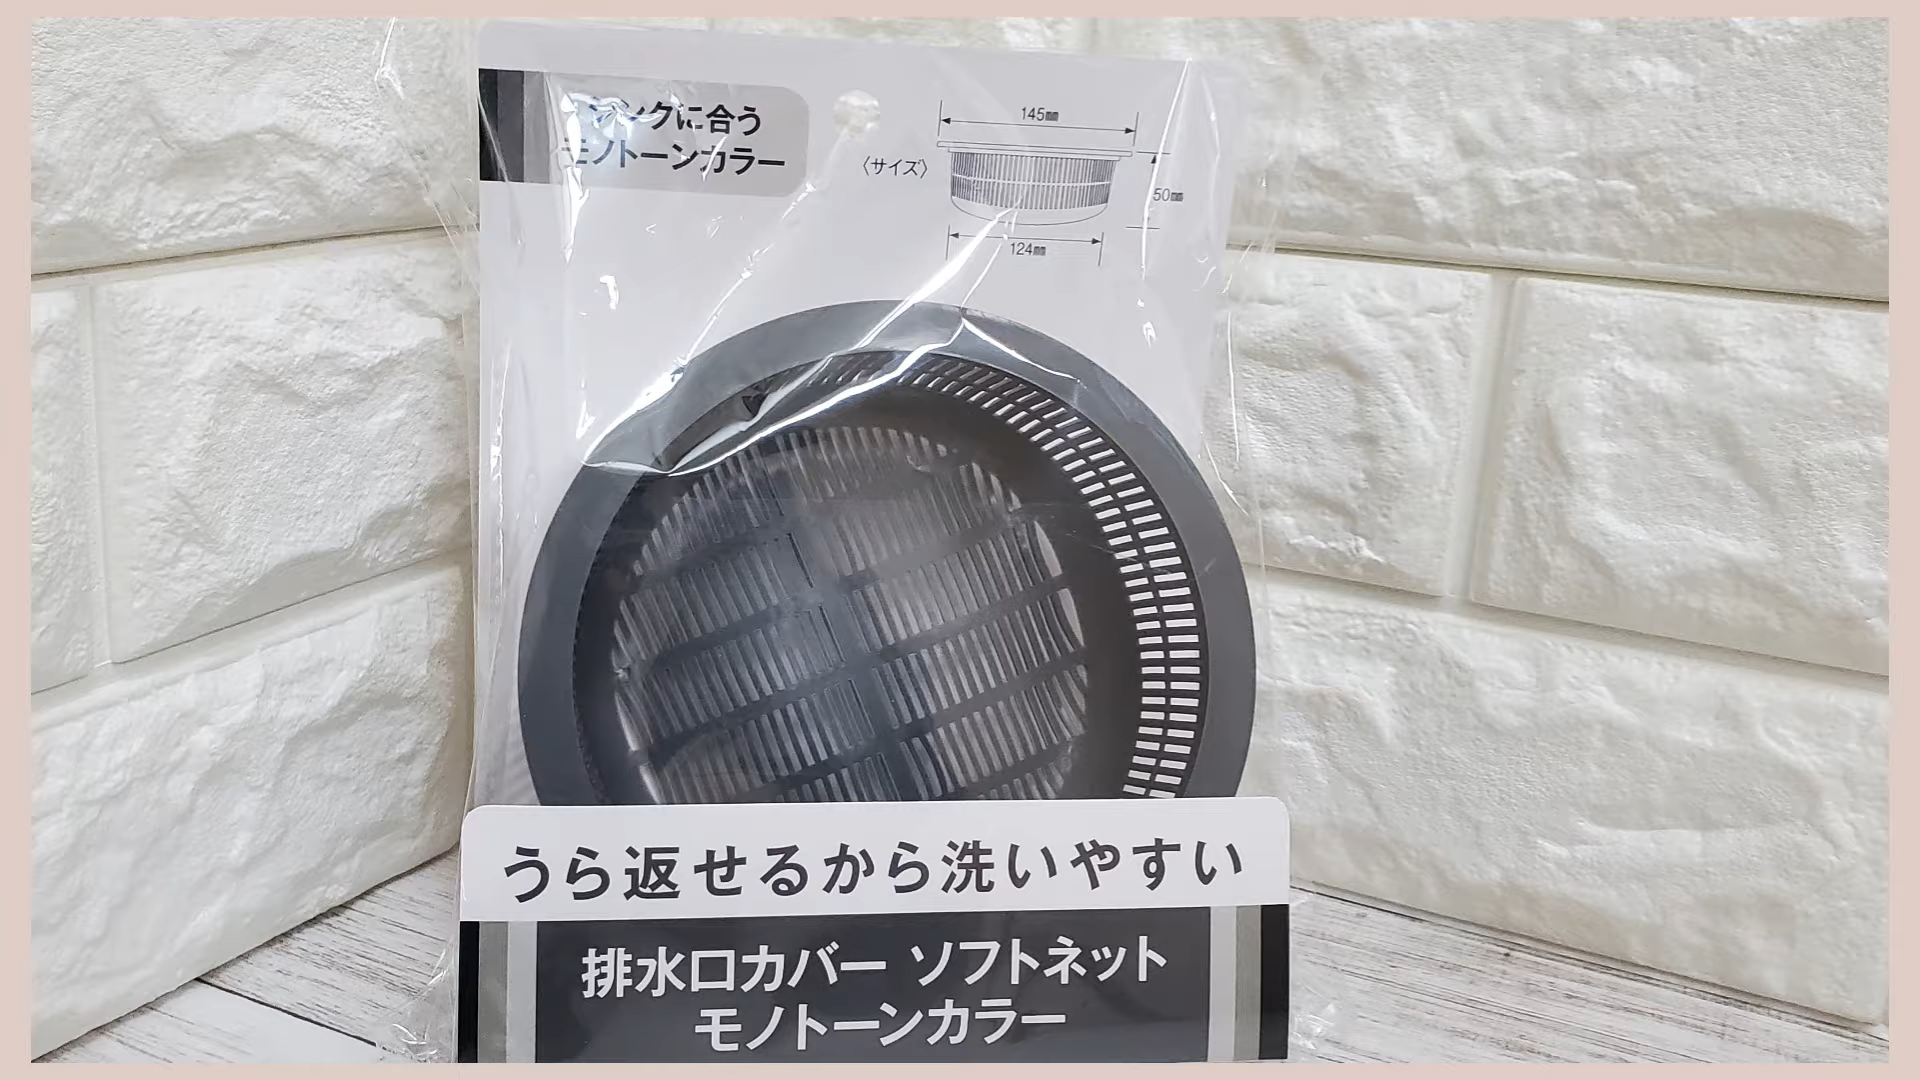 シンクに合う
モノトーンカラー
145㎜
〈サイズ〉
50㎜
124㎜
うら返せるから洗いやすい
排水口カバー ソフトネット
モノトーンカラー